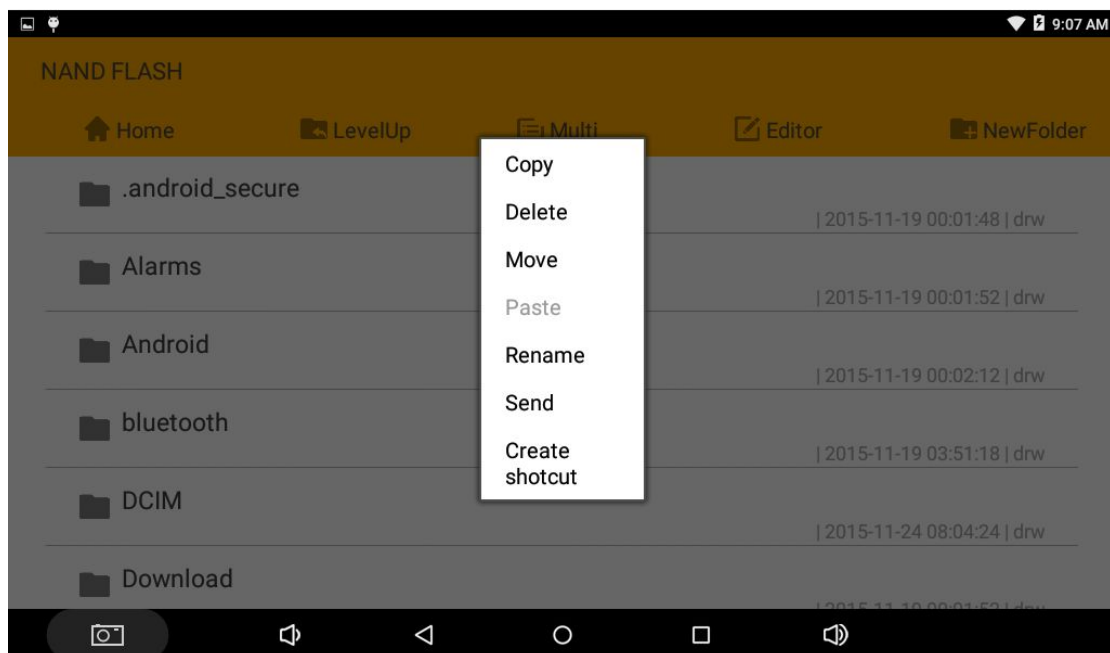 9:07 AM
NAND FLASH
Home LevelUp Multi Editor NewFolder
.android_secure
| 2015-11-19 00:01:48 | drw
Alarms
| 2015-11-19 00:01:52 | drw
Android
| 2015-11-19 00:02:12 | drw
bluetooth
| 2015-11-19 03:51:18 | drw
DCIM
| 2015-11-24 08:04:24 | drw
Download
Copy
Delete
Move
Paste
Rename
Send
Create
shotcut